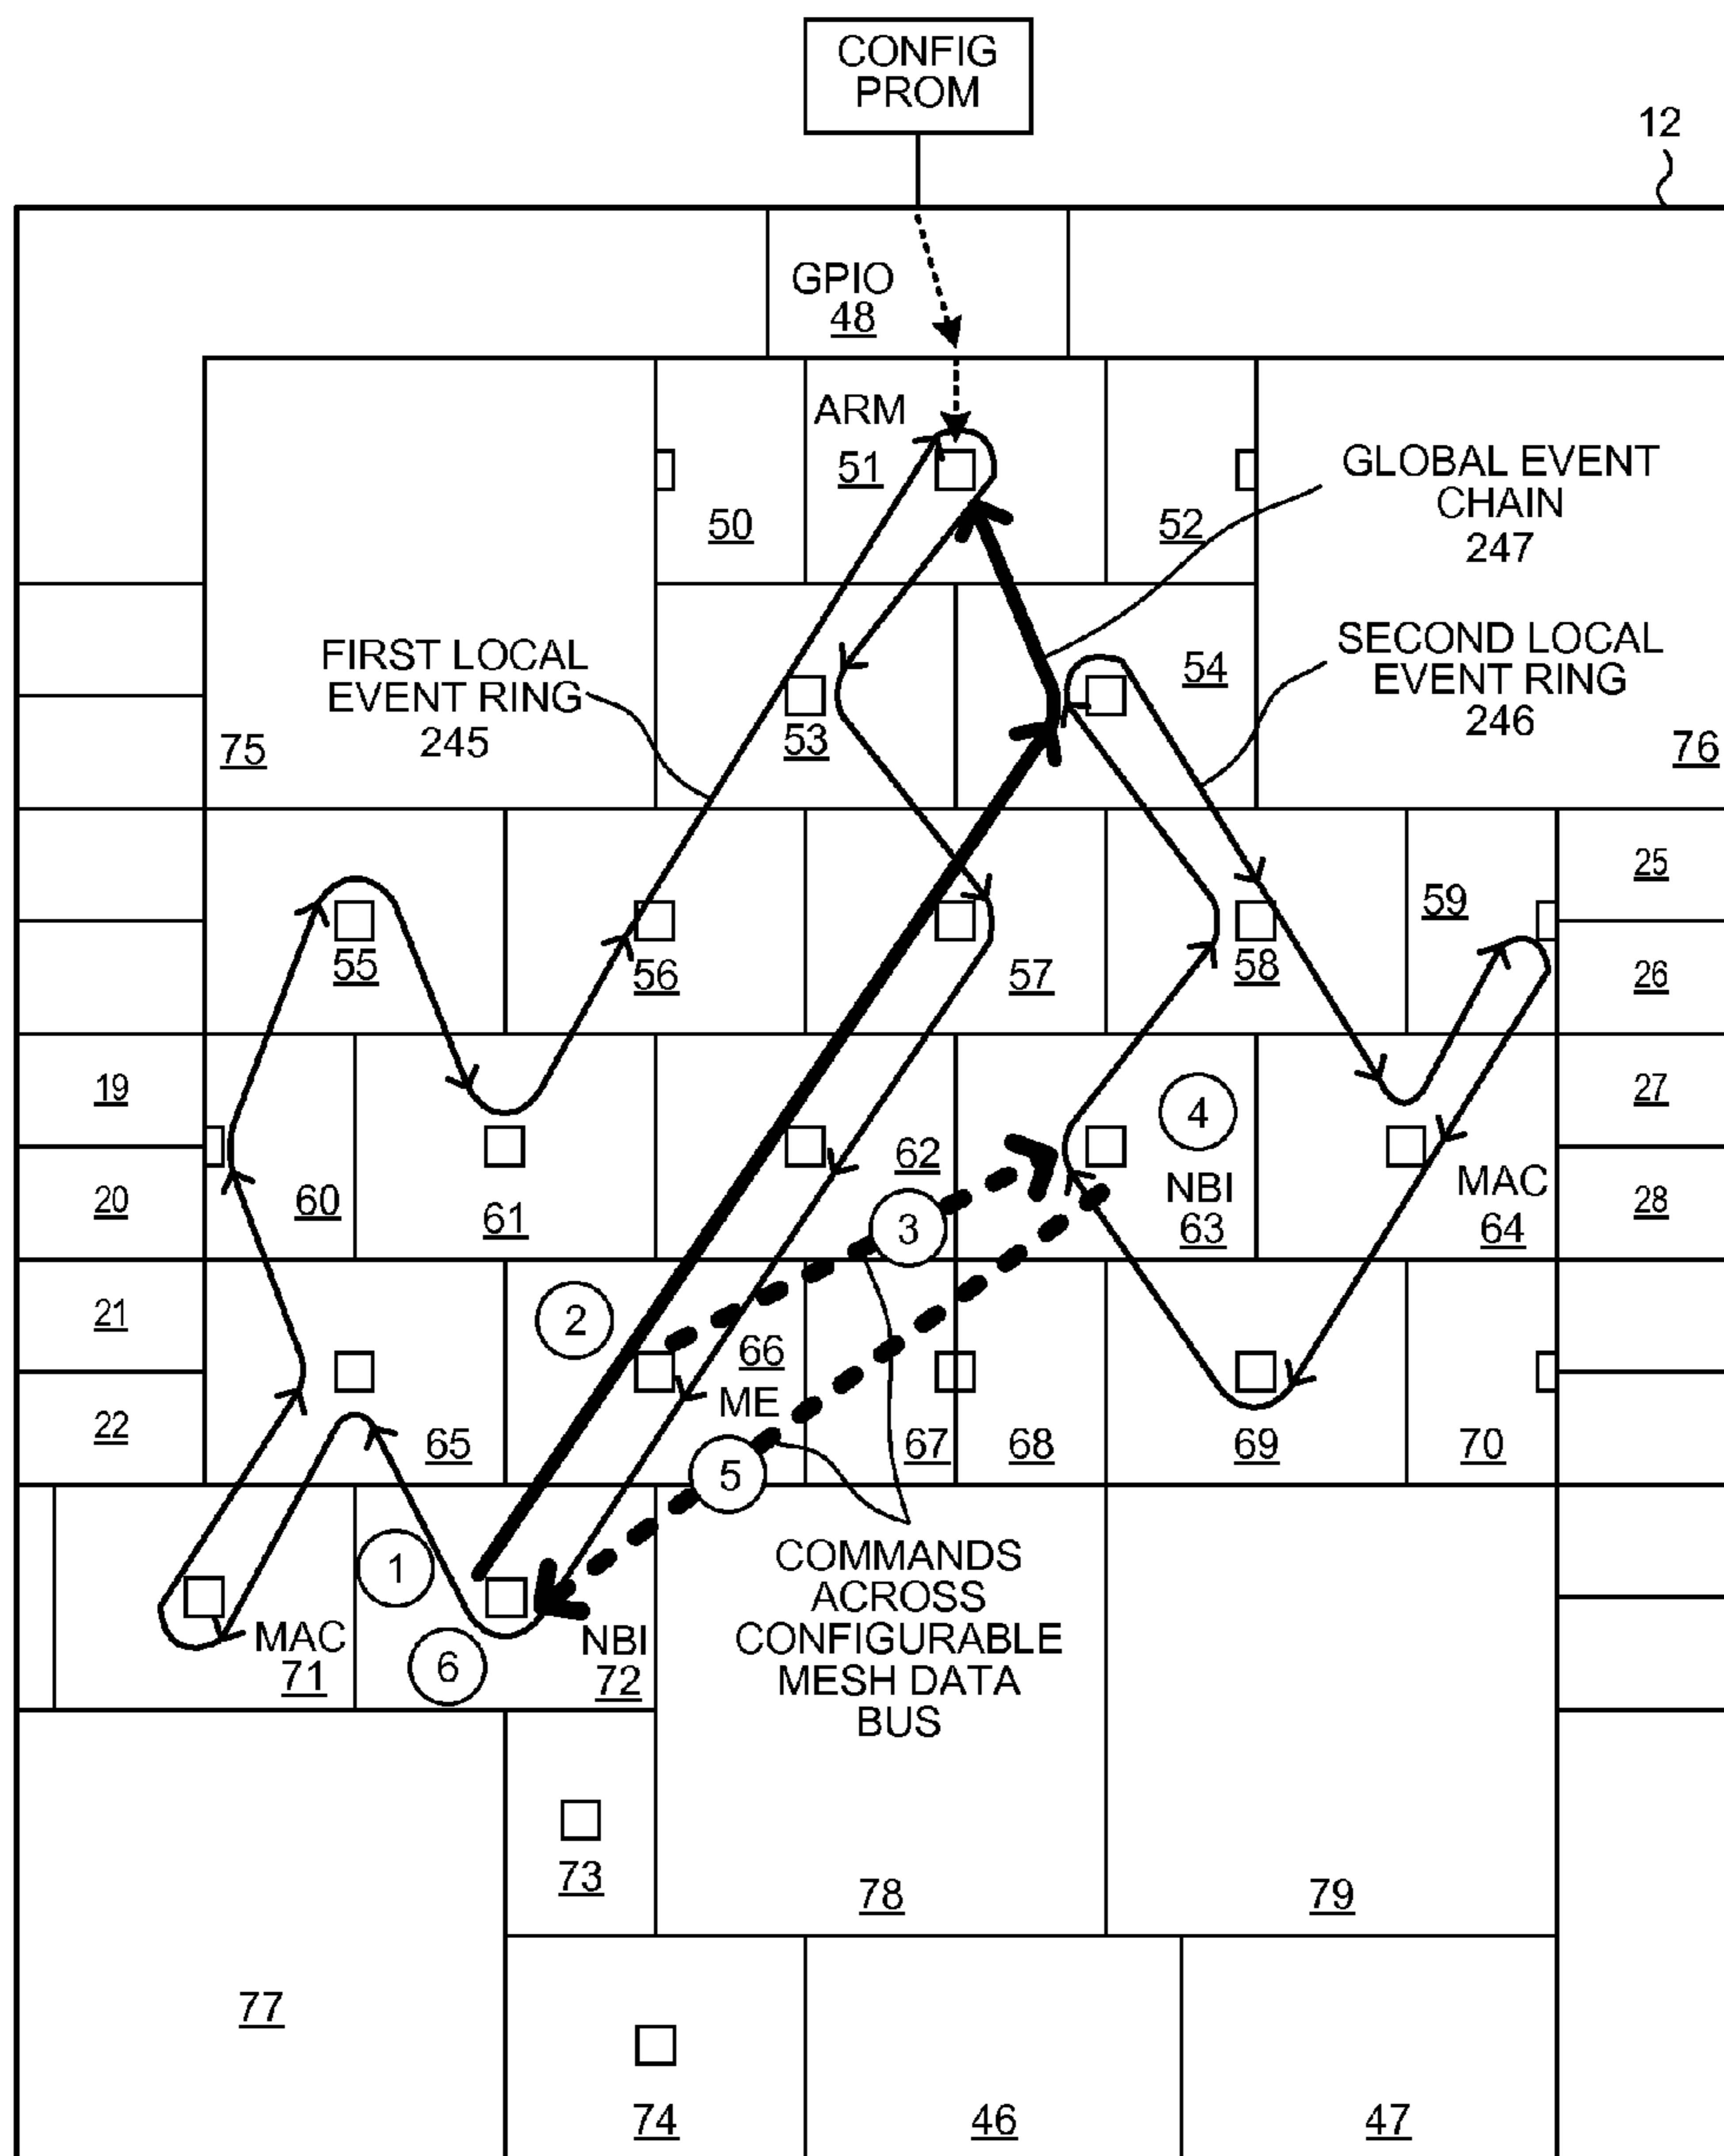 CONFIG
PROM
12
GPIO
48
ARM
51
50
52
GLOBAL EVENT
CHAIN
247
FIRST LOCAL
EVENT RING
245
53
54
SECOND LOCAL
EVENT RING
246
75
76
55
56
57
58
59
25
26
19
20
60
61
62
3
4
NBI
63
MAC
64
27
28
21
22
65
2
66
ME
5
67
68
69
70
1
MAC
71
6
NBI
72
COMMANDS
ACROSS
CONFIGURABLE
MESH DATA
BUS
73
78
79
77
74
46
47